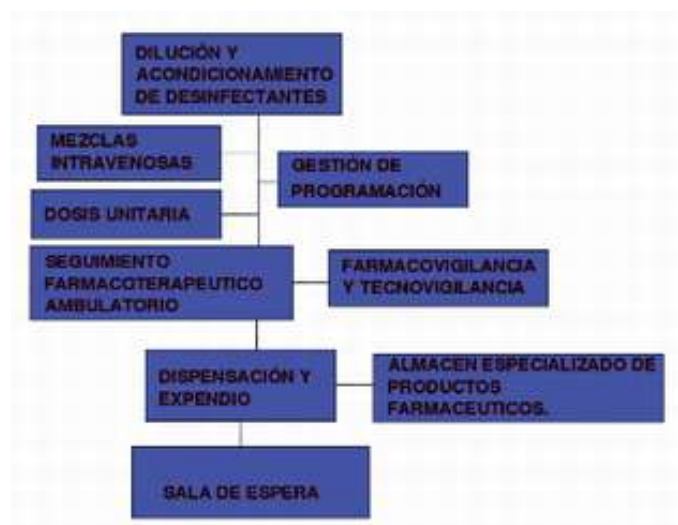 DILUCIÓN Y
ACONDICIONAMIENTO
DE DESINFECTANTES
MEZCLAS
INTRAVENOSAS
GESTIÓN DE
PROGRAMACIÓN
DOSIS UNITARIA
SEGUIMIENTO
FARMACOTERAPEUTICO
AMBULATORIO
FARMACOVIGILANCIA
Y TECNOVIGILANCIA
DISPENSACIÓN Y
EXPENDIO
ALMACEN ESPECIALIZADO DE
PRODUCTOS
FARMACEUTICOS.
SALA DE ESPERA